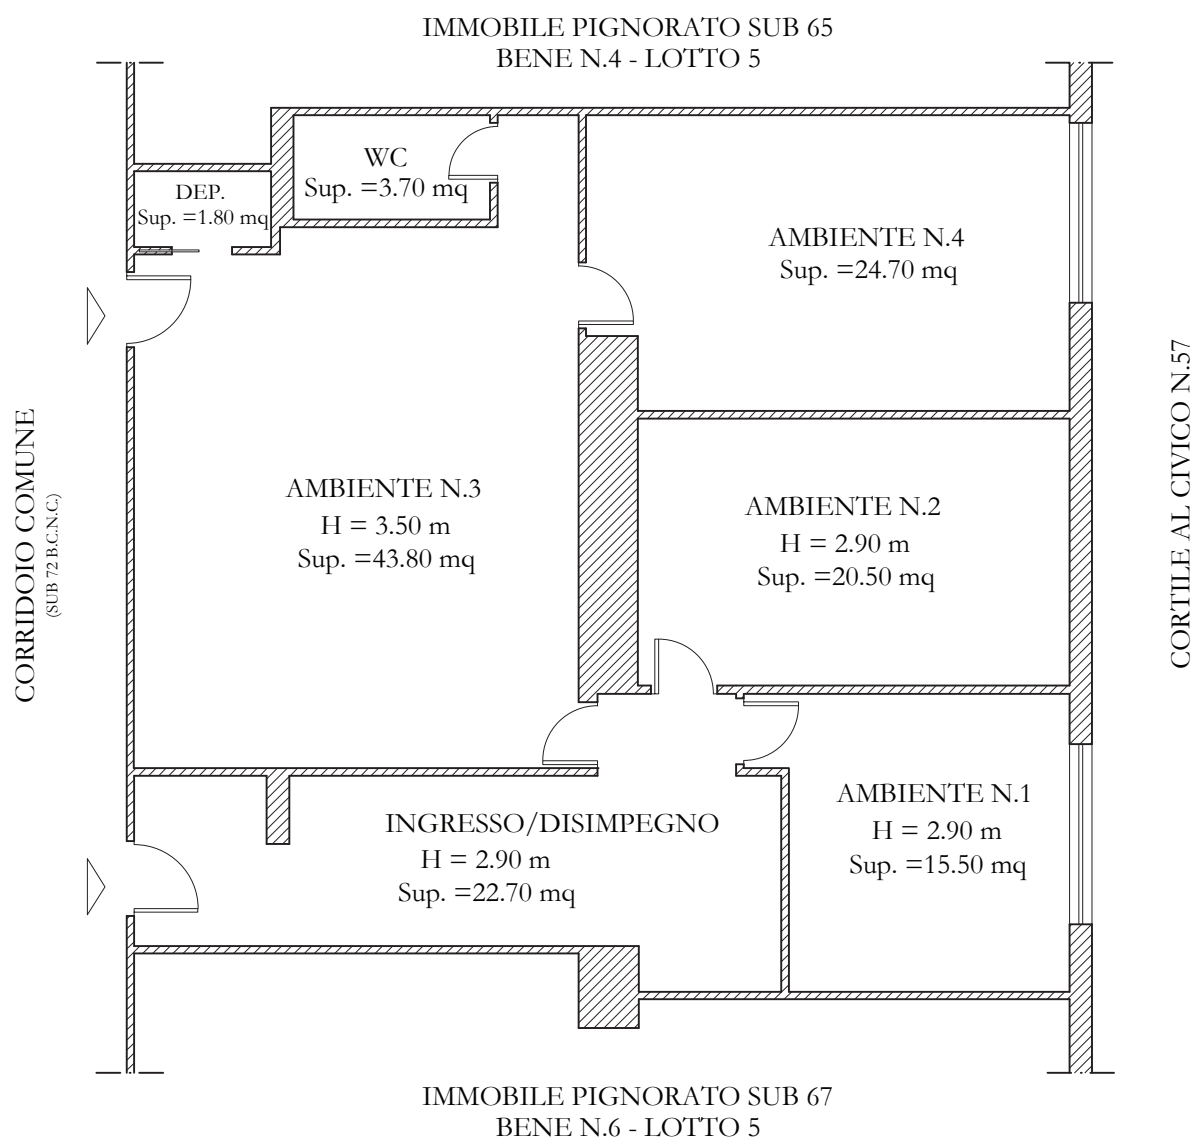 IMMOBILE PIGNORATO SUB 65
BENE N.4 - LOTTO 5
WC
Sup. =3.70 mq
DEP.
Sup. =1.80 mq
AMBIENTE N.4
Sup. =24.70 mq
CORRIDOIO COMUNE
(SUB 72 B.C.N.C.)
AMBIENTE N.3
H = 3.50 m
Sup. =43.80 mq
AMBIENTE N.2
H = 2.90 m
Sup. =20.50 mq
CORTILE AL CIVICO N.57
INGRESSO/DISIMPEGNO
H = 2.90 m
Sup. =22.70 mq
AMBIENTE N.1
H = 2.90 m
Sup. =15.50 mq
IMMOBILE PIGNORATO SUB 67
BENE N.6 - LOTTO 5